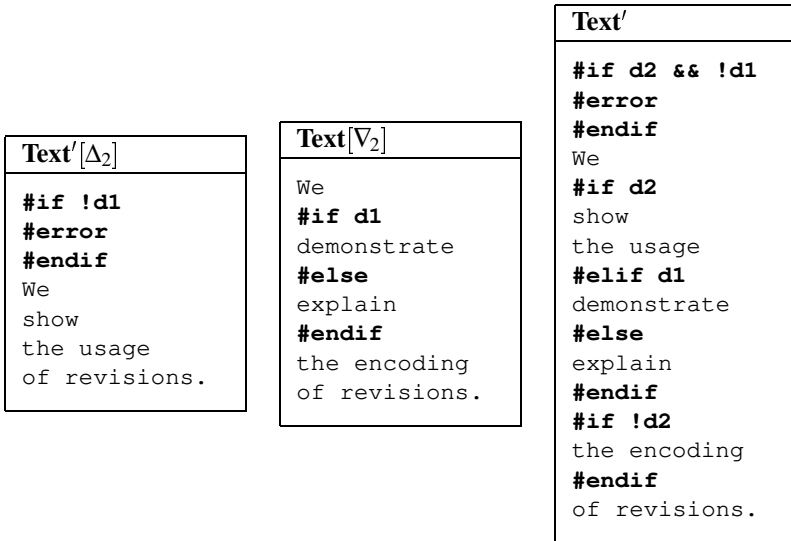 Text′[Δ₂]
#if !d1
#error
#endif
We
show
the usage
of revisions.
Text[∇₂]
We
#if d1
demonstrate
#else
explain
#endif
the encoding
of revisions.
Text′
#if d2 && !d1
#error
#endif
We
#if d2
show
the usage
#elif d1
demonstrate
#else
explain
#endif
#if !d2
the encoding
#endif
of revisions.